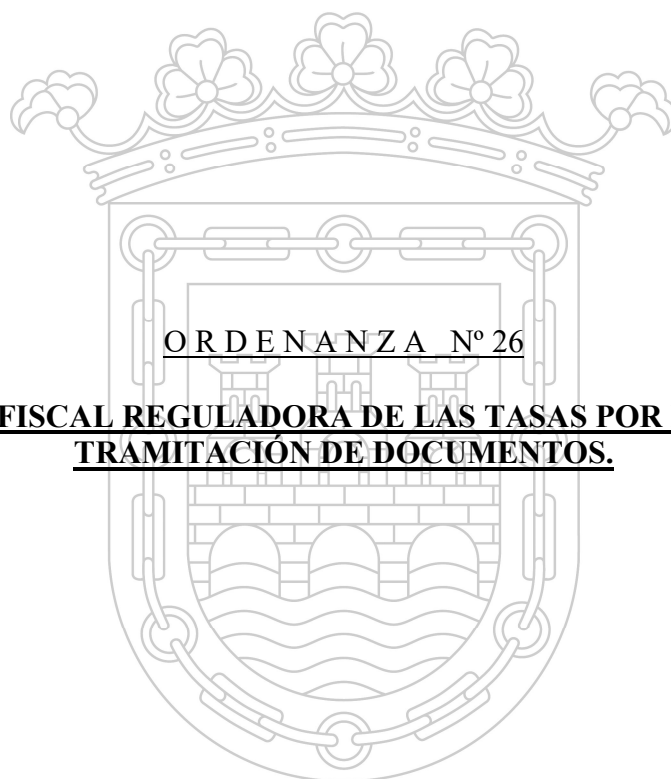 O R D E N A N Z A Nº 26
FISCAL REGULADORA DE LAS TASAS POR
TRAMITACIÓN DE DOCUMENTOS.